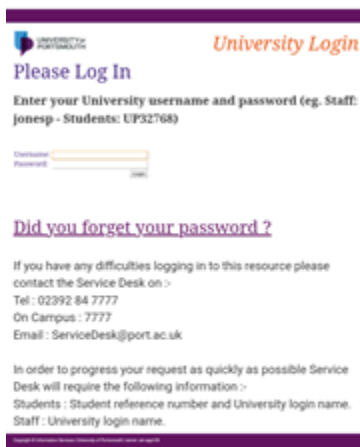 UNIVERSITY OF
PORTSMOUTH
University Login
Please Log In
Enter your University username and password (eg. Staff:
jonesp - Students: UP32768)
Username:
Password:
Login
Did you forget your password ?
If you have any difficulties logging in to this resource please
contact the Service Desk on :-
Tel : 02392 84 7777
On Campus : 7777
Email : ServiceDesk@port.ac.uk
In order to progress your request as quickly as possible Service
Desk will require the following information :-
Students : Student reference number and University login name.
Staff : University login name.